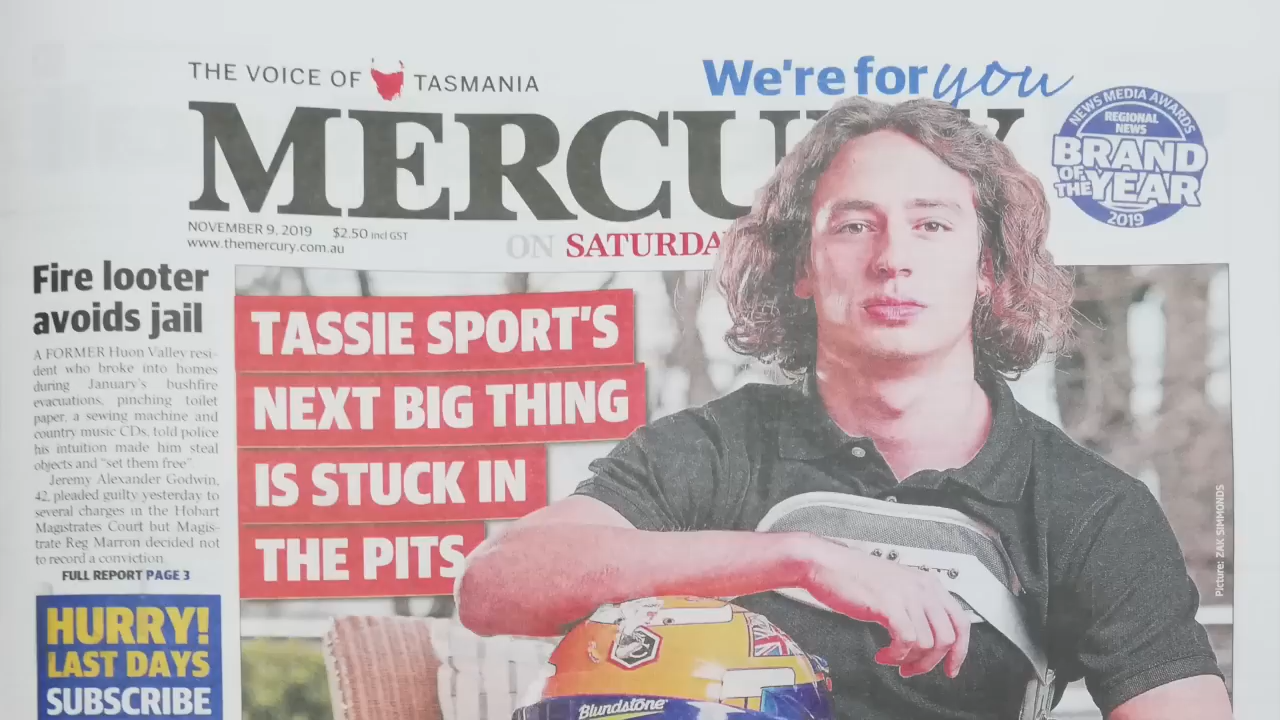 THE VOICE OF TASMANIA
We're for you
MERCU
NOVEMBER 9, 2019 $2.50 incl GST
www.themercury.com.au
ON SATURDA
NEWS MEDIA AWARDS
REGIONAL
NEWS
BRAND
OF THE YEAR
2019
Fire looter
avoids jail
A FORMER Huon Valley resi-
dent who broke into homes
during January's bushfire
evacuations, pinching toilet
paper, a sewing machine and
country music CDs, told police
his intuition made him steal
objects and "set them free".
Jeremy Alexander Godwin,
42, pleaded guilty yesterday to
several charges in the Hobart
Magistrates Court but Magis-
trate Reg Marron decided not
to record a conviction.
FULL REPORT PAGE 3
HURRY!
LAST DAYS
SUBSCRIBE
TASSIE SPORT'S
NEXT BIG THING
IS STUCK IN
THE PITS
Picture: ZAK SIMMONDS
Blundstone